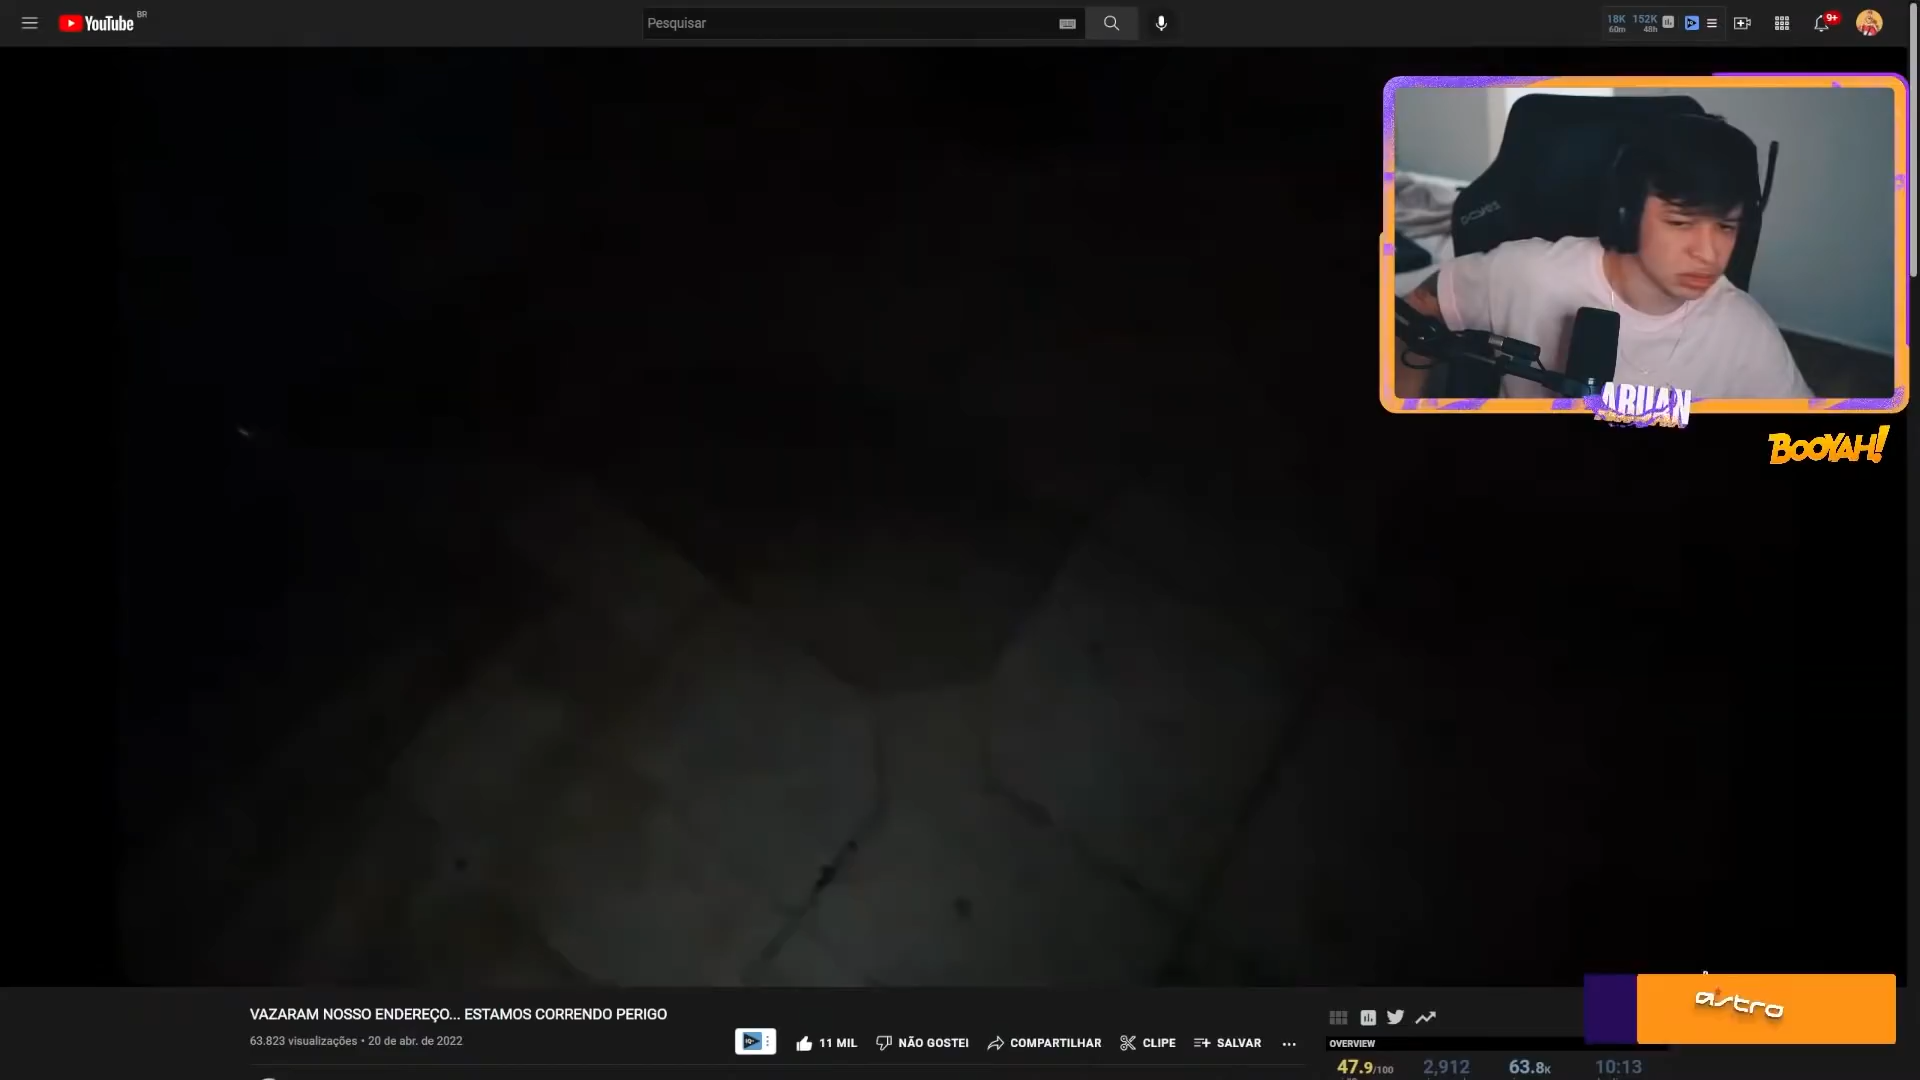 YouTube BR
Pesquisar
18K 152K
60m 48h
9+
ARUAN
BOOYAH!
VAZARAM NOSSO ENDEREÇO... ESTAMOS CORRENDO PERIGO
63.823 visualizações • 20 de abr. de 2022
11 MIL NÃO GOSTEI COMPARTILHAR CLIPE SALVAR
astro
OVERVIEW
47.9/100 2,912 63.8K 10:13